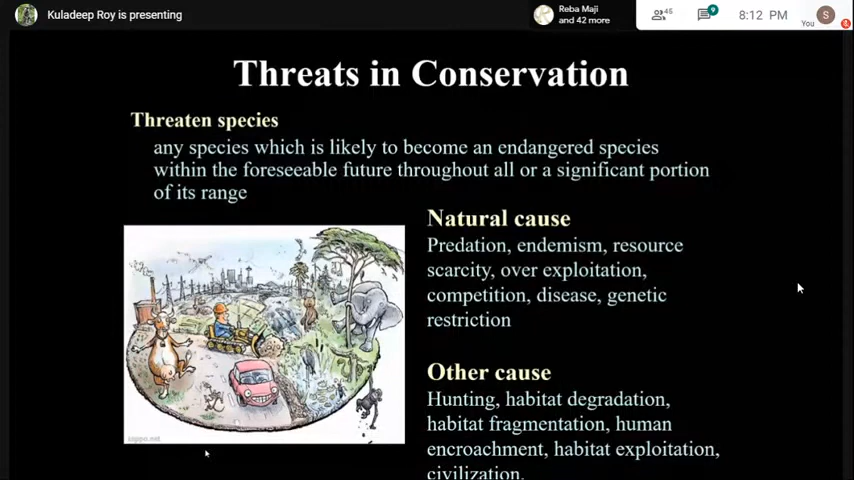 Kuladeep Roy is presenting
Reba Maji
and 42 more
45
9
8:12 PM
You
S
Threats in Conservation
Threaten species
any species which is likely to become an endangered species
within the foreseeable future throughout all or a significant portion
of its range
Natural cause
Predation, endemism, resource
scarcity, over exploitation,
competition, disease, genetic
restriction
Other cause
Hunting, habitat degradation,
habitat fragmentation, human
encroachment, habitat exploitation,
civilization.